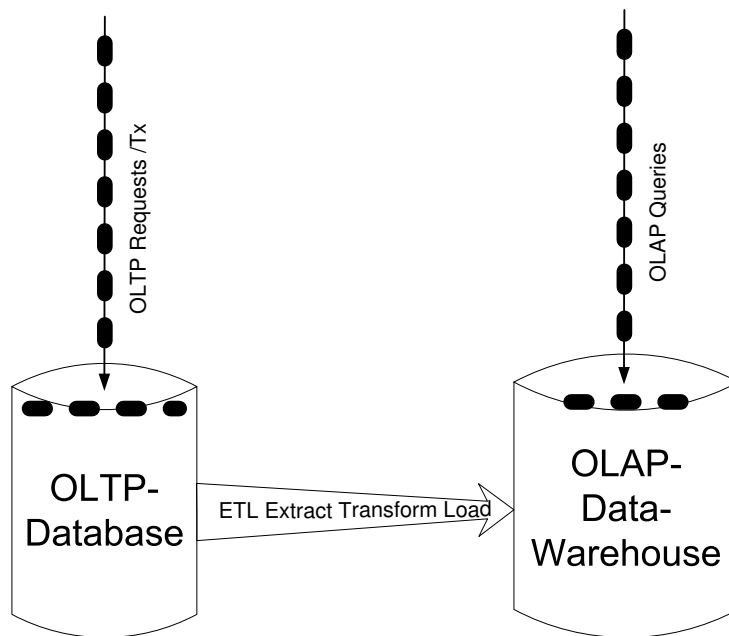 OLTP Requests /Tx
OLAP Queries
OLTP-
Database
ETL Extract Transform Load
OLAP-
Data-
Warehouse